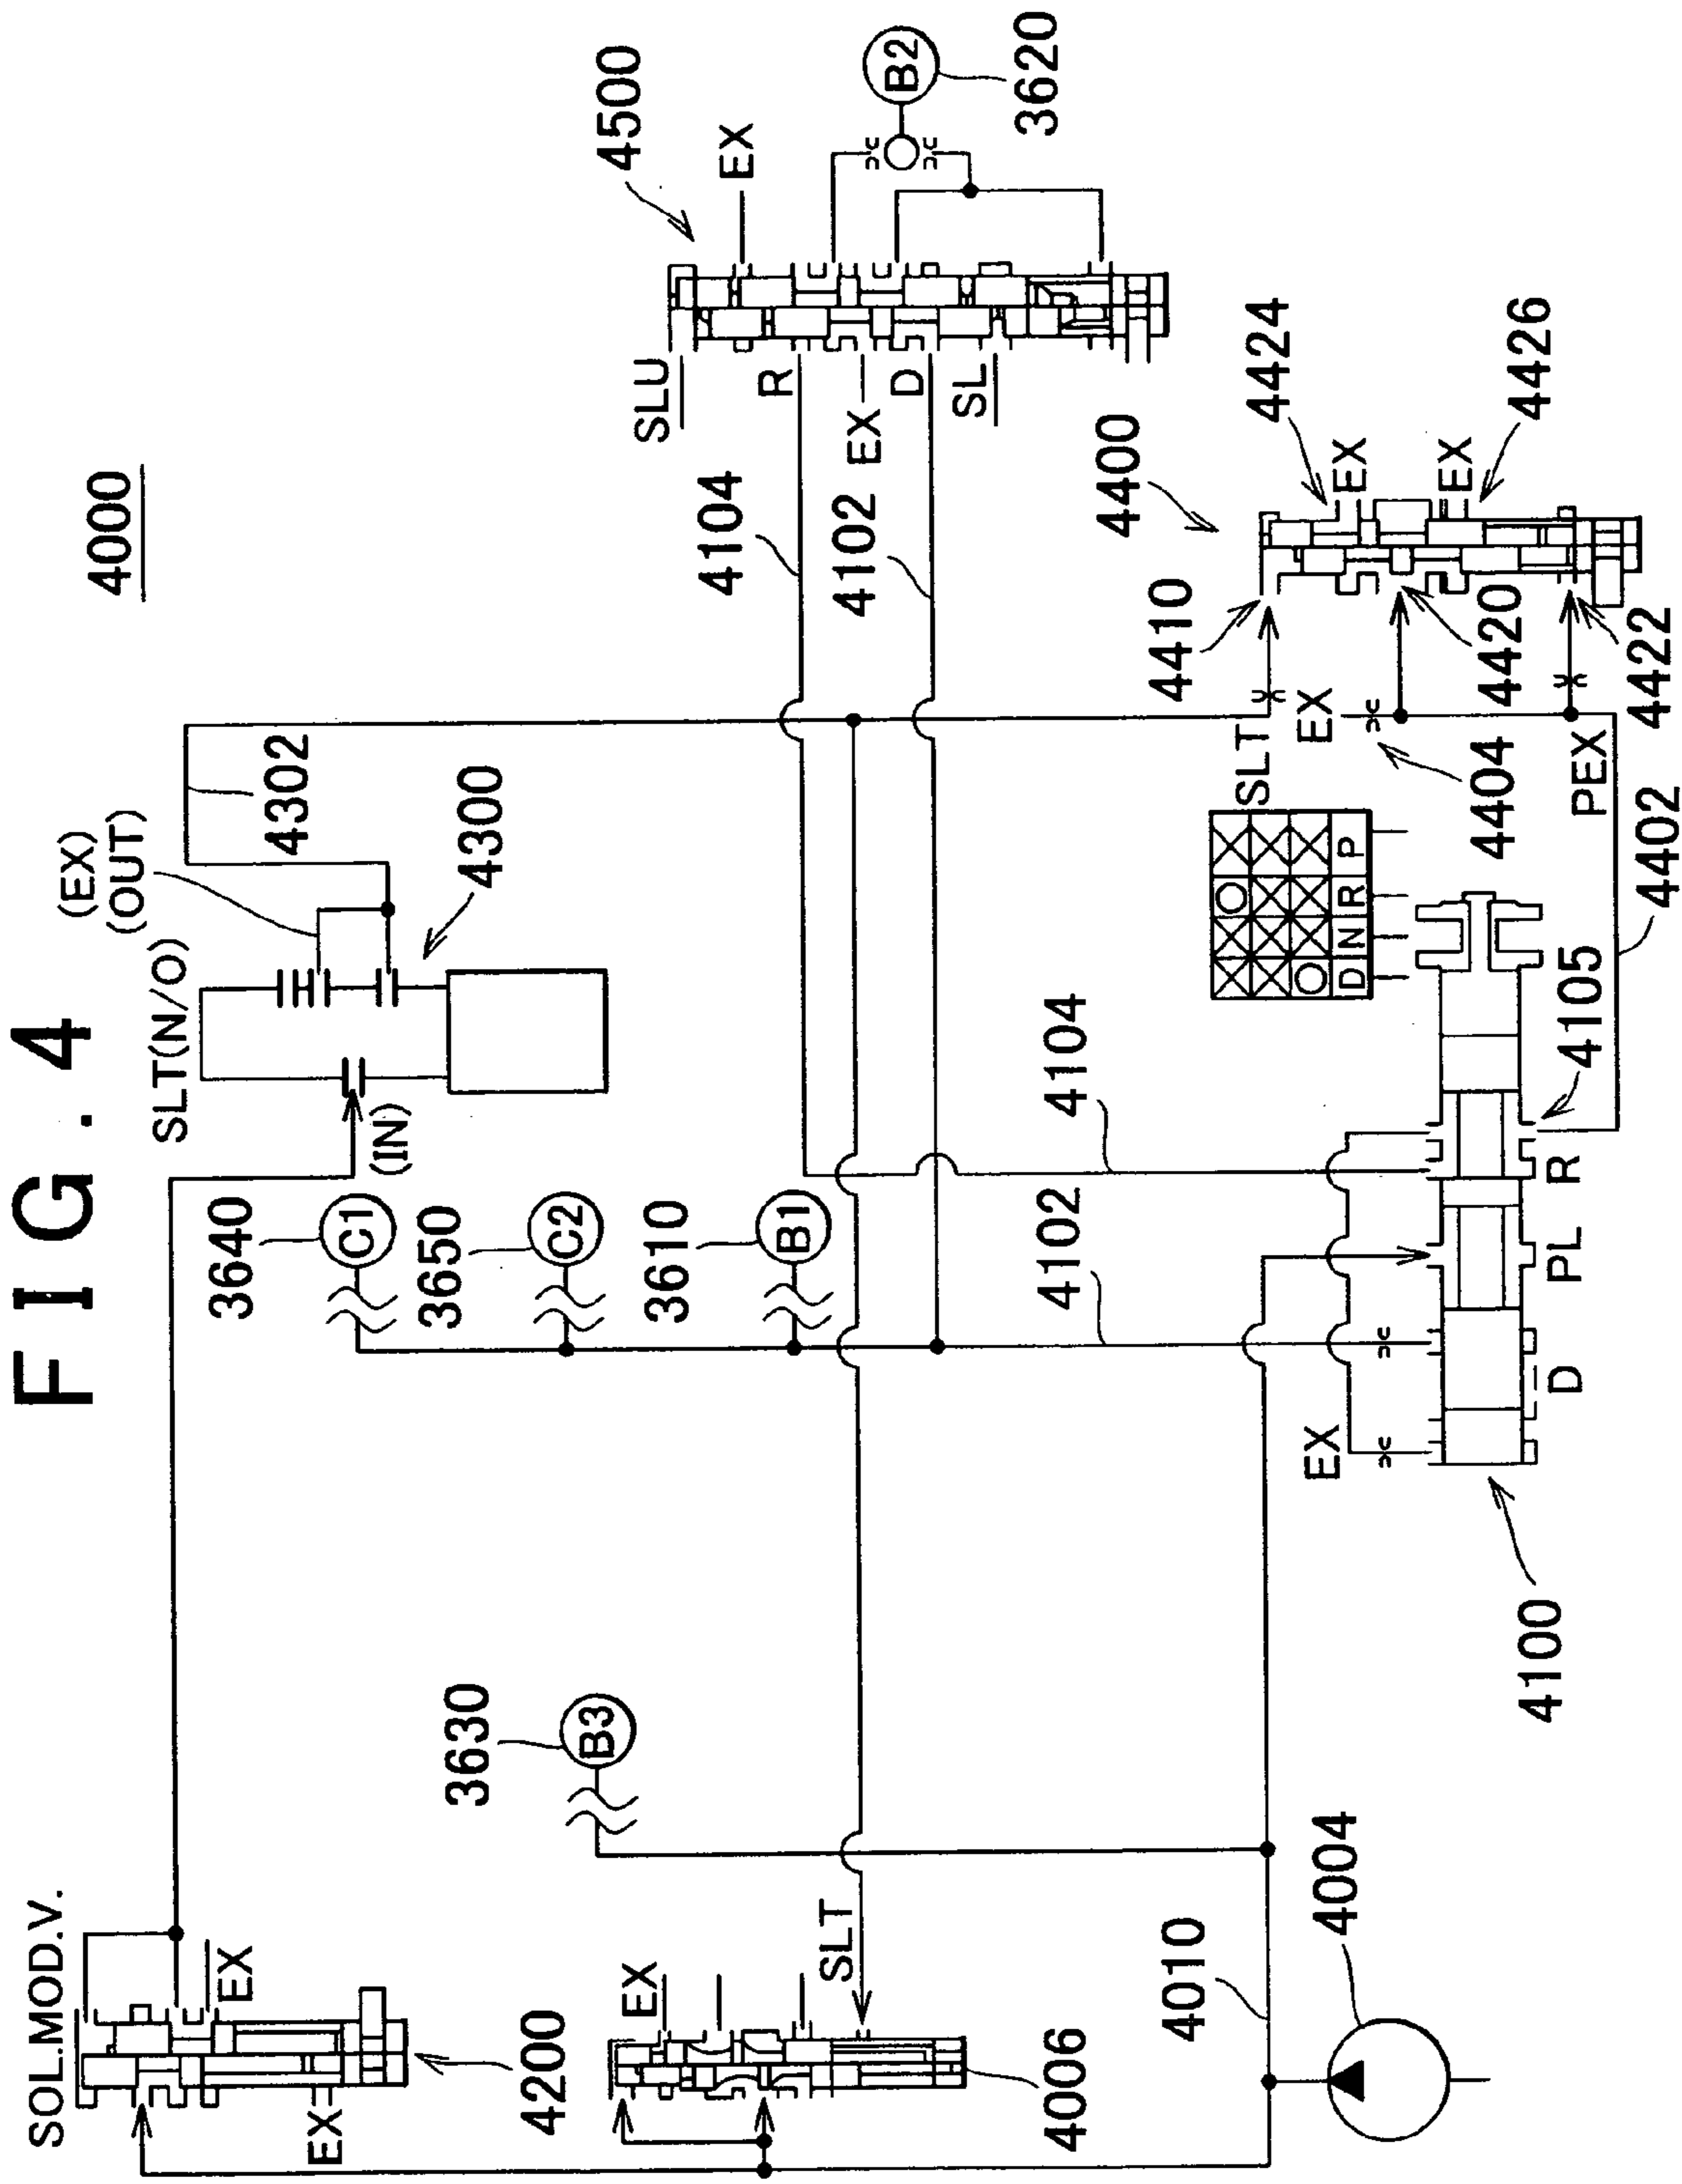 FIG. 4
4000
SOL.MOD.V.
EX
EX
4200
EX
SLT
4006
4004
4010
3630
B3
3640
C1
3650
C2
3610
B1
SLT(N/O)
(IN)
(EX)
(OUT)
4300
4302
4102
4104
4104
4102
4500
SLU
EX
R
EX
D
SL
B2
3620
4400
4410
4424
EX
EX
4426
4420
4422
SLT
EX
4404
PEX
4402
D N R P
EX
D
PL
R
4105
4100